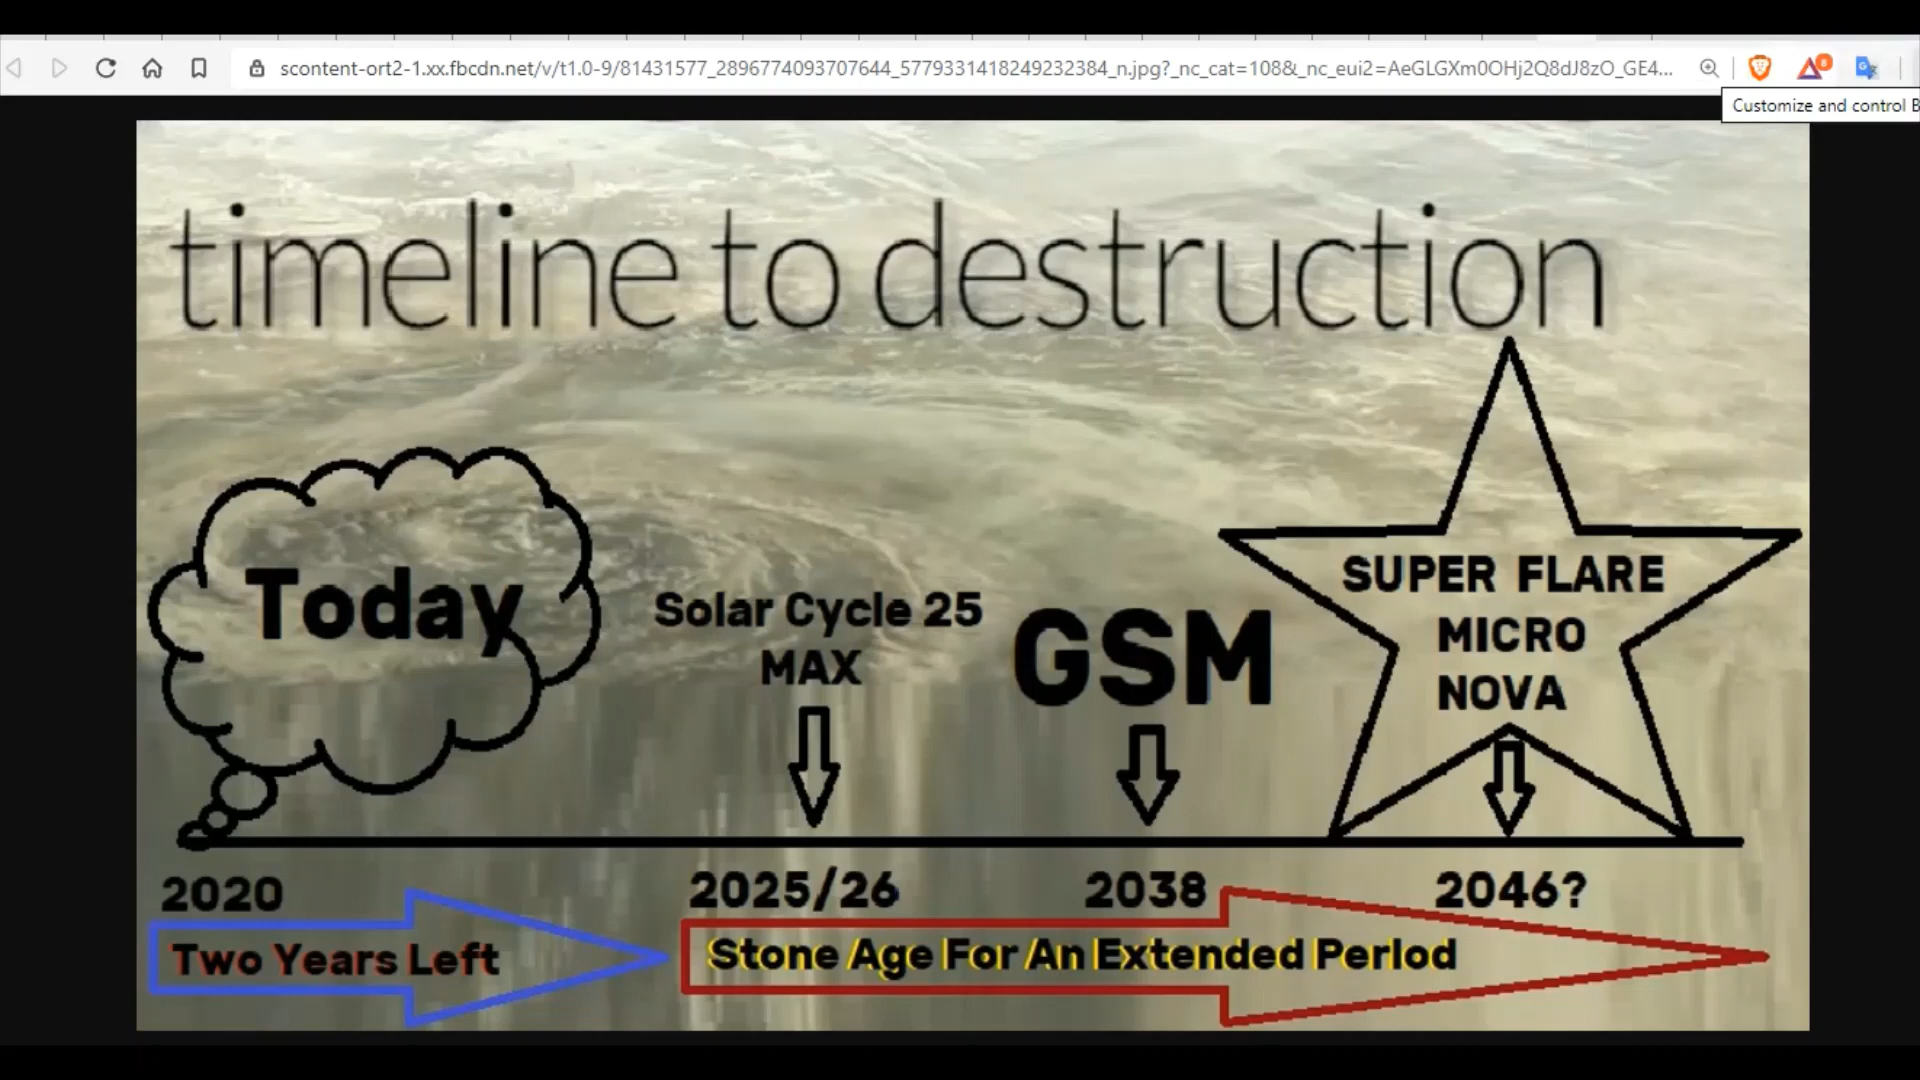 scontent-ort2-1.xx.fbcdn.net/v/t1.0-9/81431577_2896774093707644_5779331418249232384_n.jpg?_nc_cat=108&_nc_eui2=AeGLGXm0OHj2Q8dJ8zO_GE4...
Customize and control B
timeline to destruction
Today
Solar Cycle 25
MAX
GSM
SUPER FLARE
MICRO
NOVA
2020
2025/26
2038
2046?
Two Years Left
Stone Age For An Extended Period